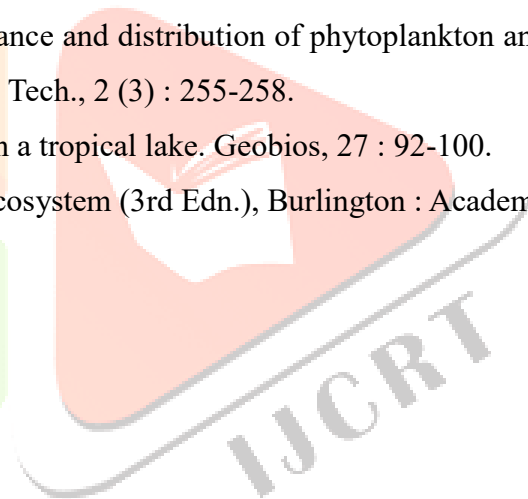 ance and distribution of phytoplankton an
Tech., 2 (3) : 255-258.
a tropical lake. Geobios, 27 : 92-100.
cosystem (3rd Edn.), Burlington : Academ
IJCRT